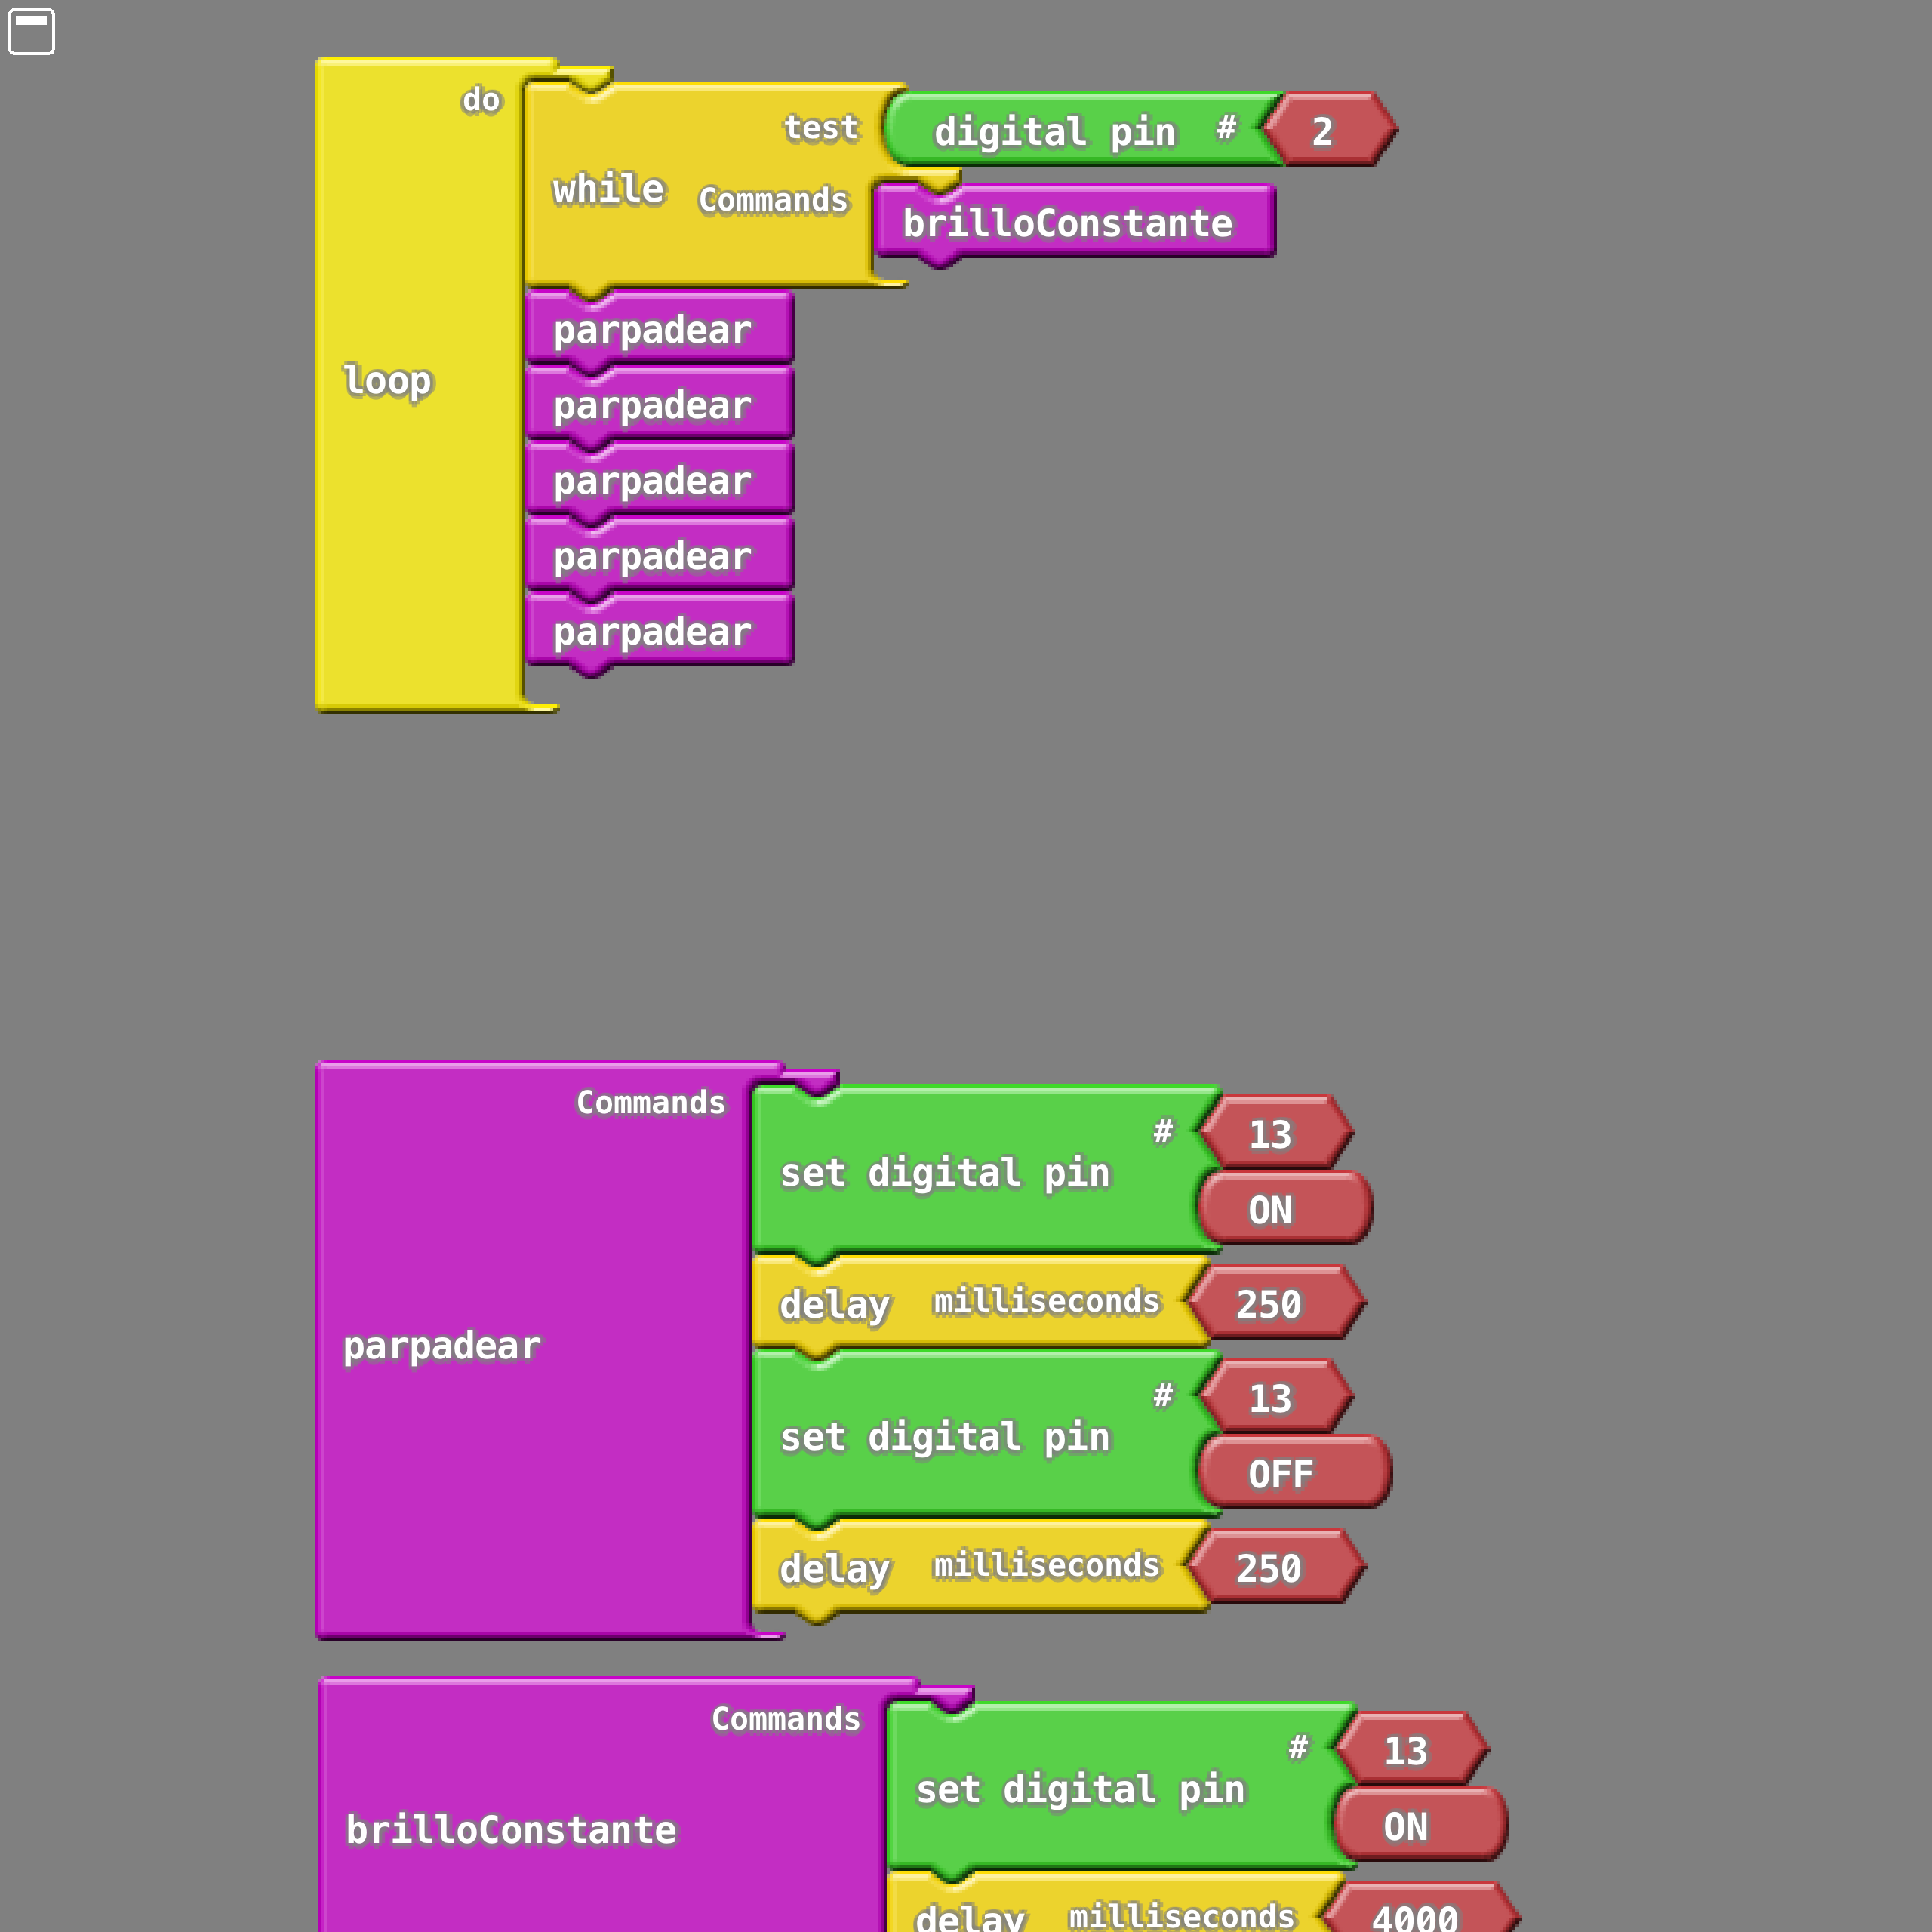 do
test digital pin # 2
while Commands
brilloConstante
parpadear
parpadear
loop
parpadear
parpadear
parpadear
Commands
# 13
set digital pin
ON
delay milliseconds 250
parpadear
# 13
set digital pin
OFF
delay milliseconds 250
Commands
# 13
set digital pin
ON
brilloConstante
delay milliseconds 4000